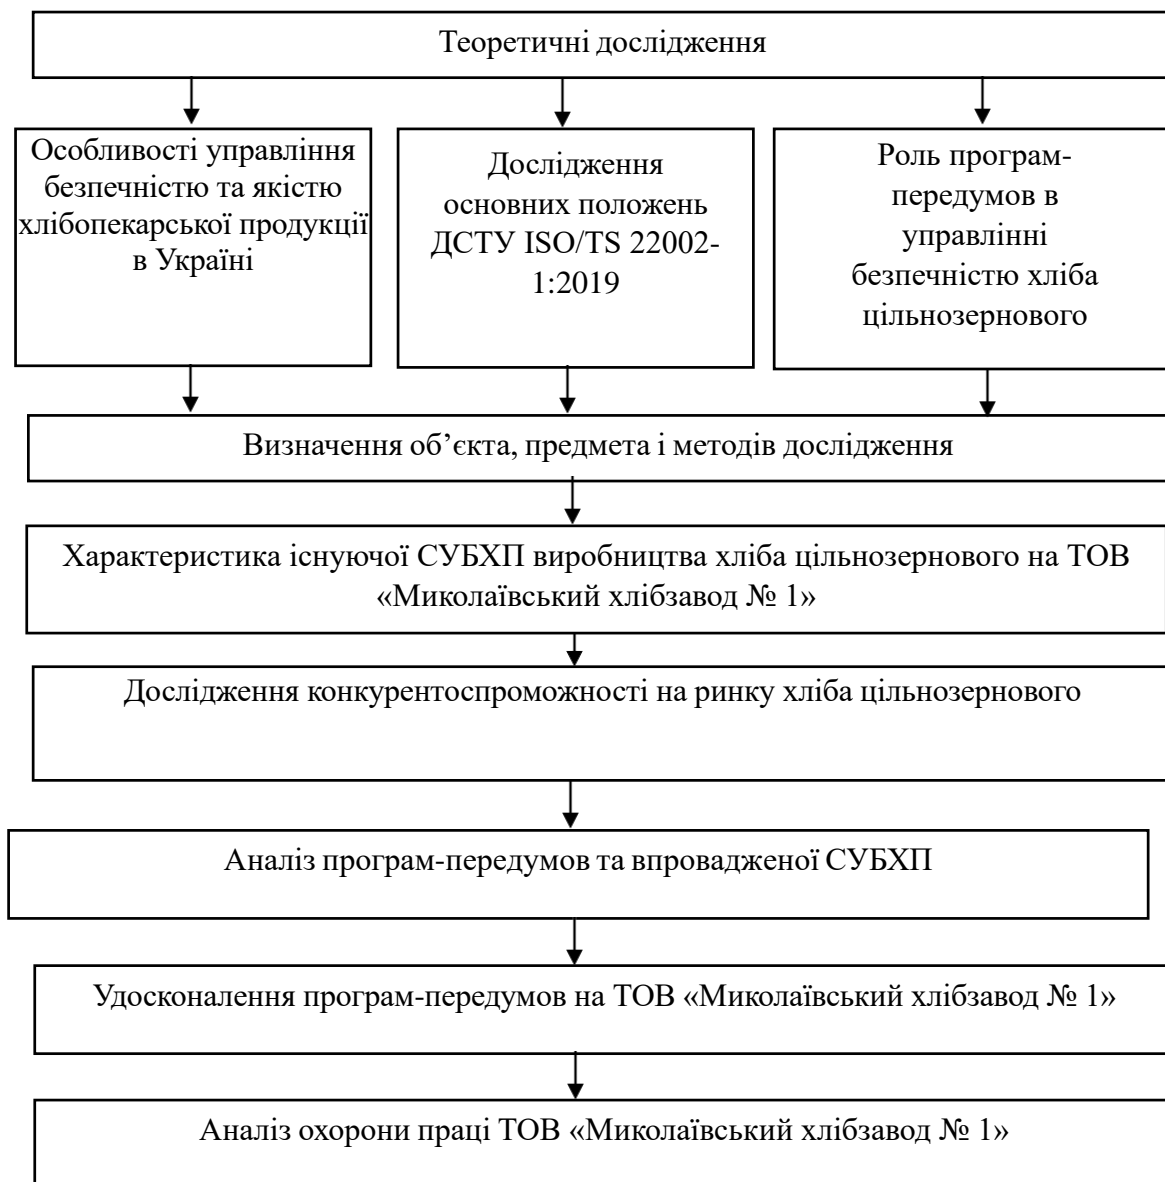 Теоретичні дослідження
Особливості управління
безпечністю та якістю
хлібопекарської продукції
в Україні
Дослідження
основних положень
ДСТУ ISO/TS 22002-
1:2019
Роль програм-
передумов в
управлінні
безпечністю хліба
цільнозернового
Визначення об’єкта, предмета і методів дослідження
Характеристика існуючої СУБХП виробництва хліба цільнозернового на ТОВ
«Миколаївський хлібзавод № 1»
Дослідження конкурентоспроможності на ринку хліба цільнозернового
Аналіз програм-передумов та впровадженої СУБХП
Удосконалення програм-передумов на ТОВ «Миколаївський хлібзавод № 1»
Аналіз охорони праці ТОВ «Миколаївський хлібзавод № 1»